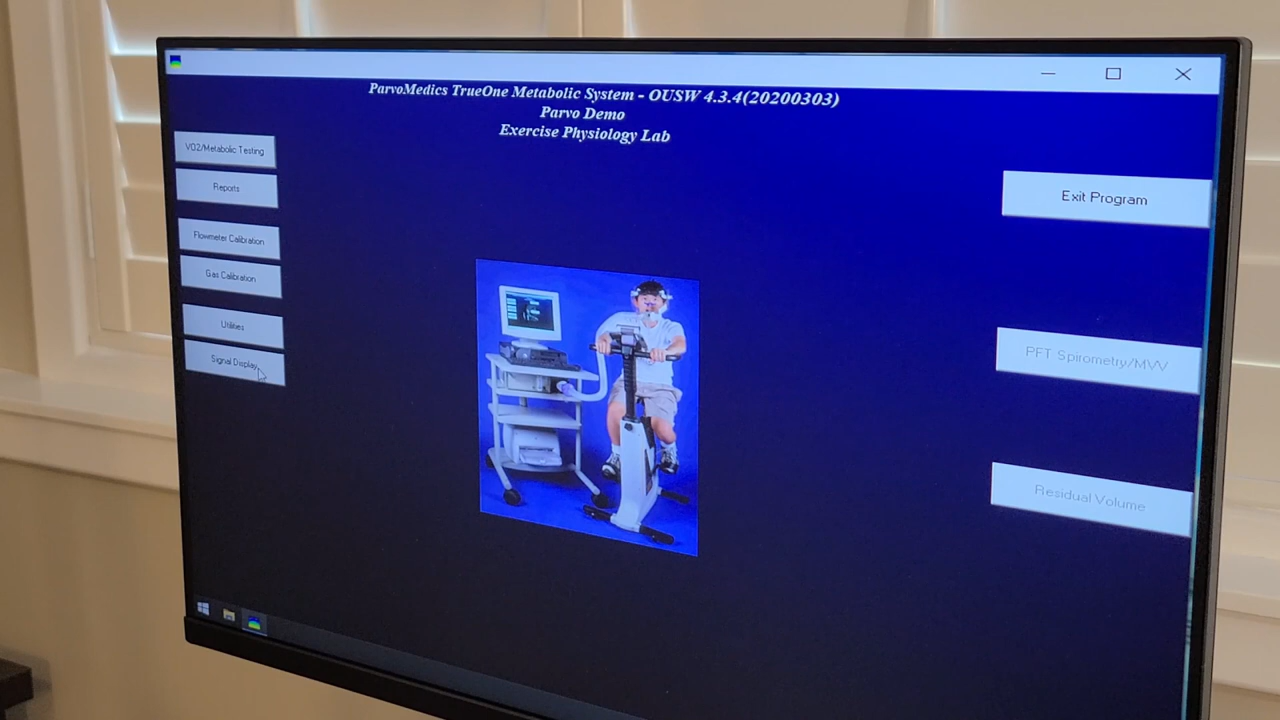 ParvoMedics TrueOne Metabolic System - OUSW 4.3.4(20200303)
Parvo Demo
Exercise Physiology Lab
VO2/Metabolic Testing
Reports
Flowmeter Calibration
Gas Calibration
Utilities
Signal Display
Exit Program
PFT Spirometry/MVV
Residual Volume